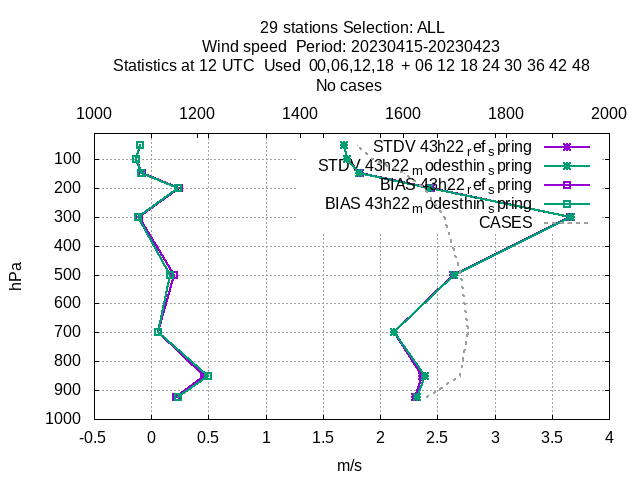 29 stations Selection: ALL
Wind speed  Period: 20230415-20230423
Statistics at 12 UTC  Used  00,06,12,18  + 06 12 18 24 30 36 42 48
No cases
1000 1200 1400 1600 1800 2000
STDV 43h22_ref_spring
100
STDV 43h22_modesthin_spring
200 BIAS 43h22_ref_spring
BIAS 43h22_modesthin_spring
300 CASES
400
hPa
500
600
700
800
900
1000
-0.5 0 0.5 1 1.5 2 2.5 3 3.5 4
m/s